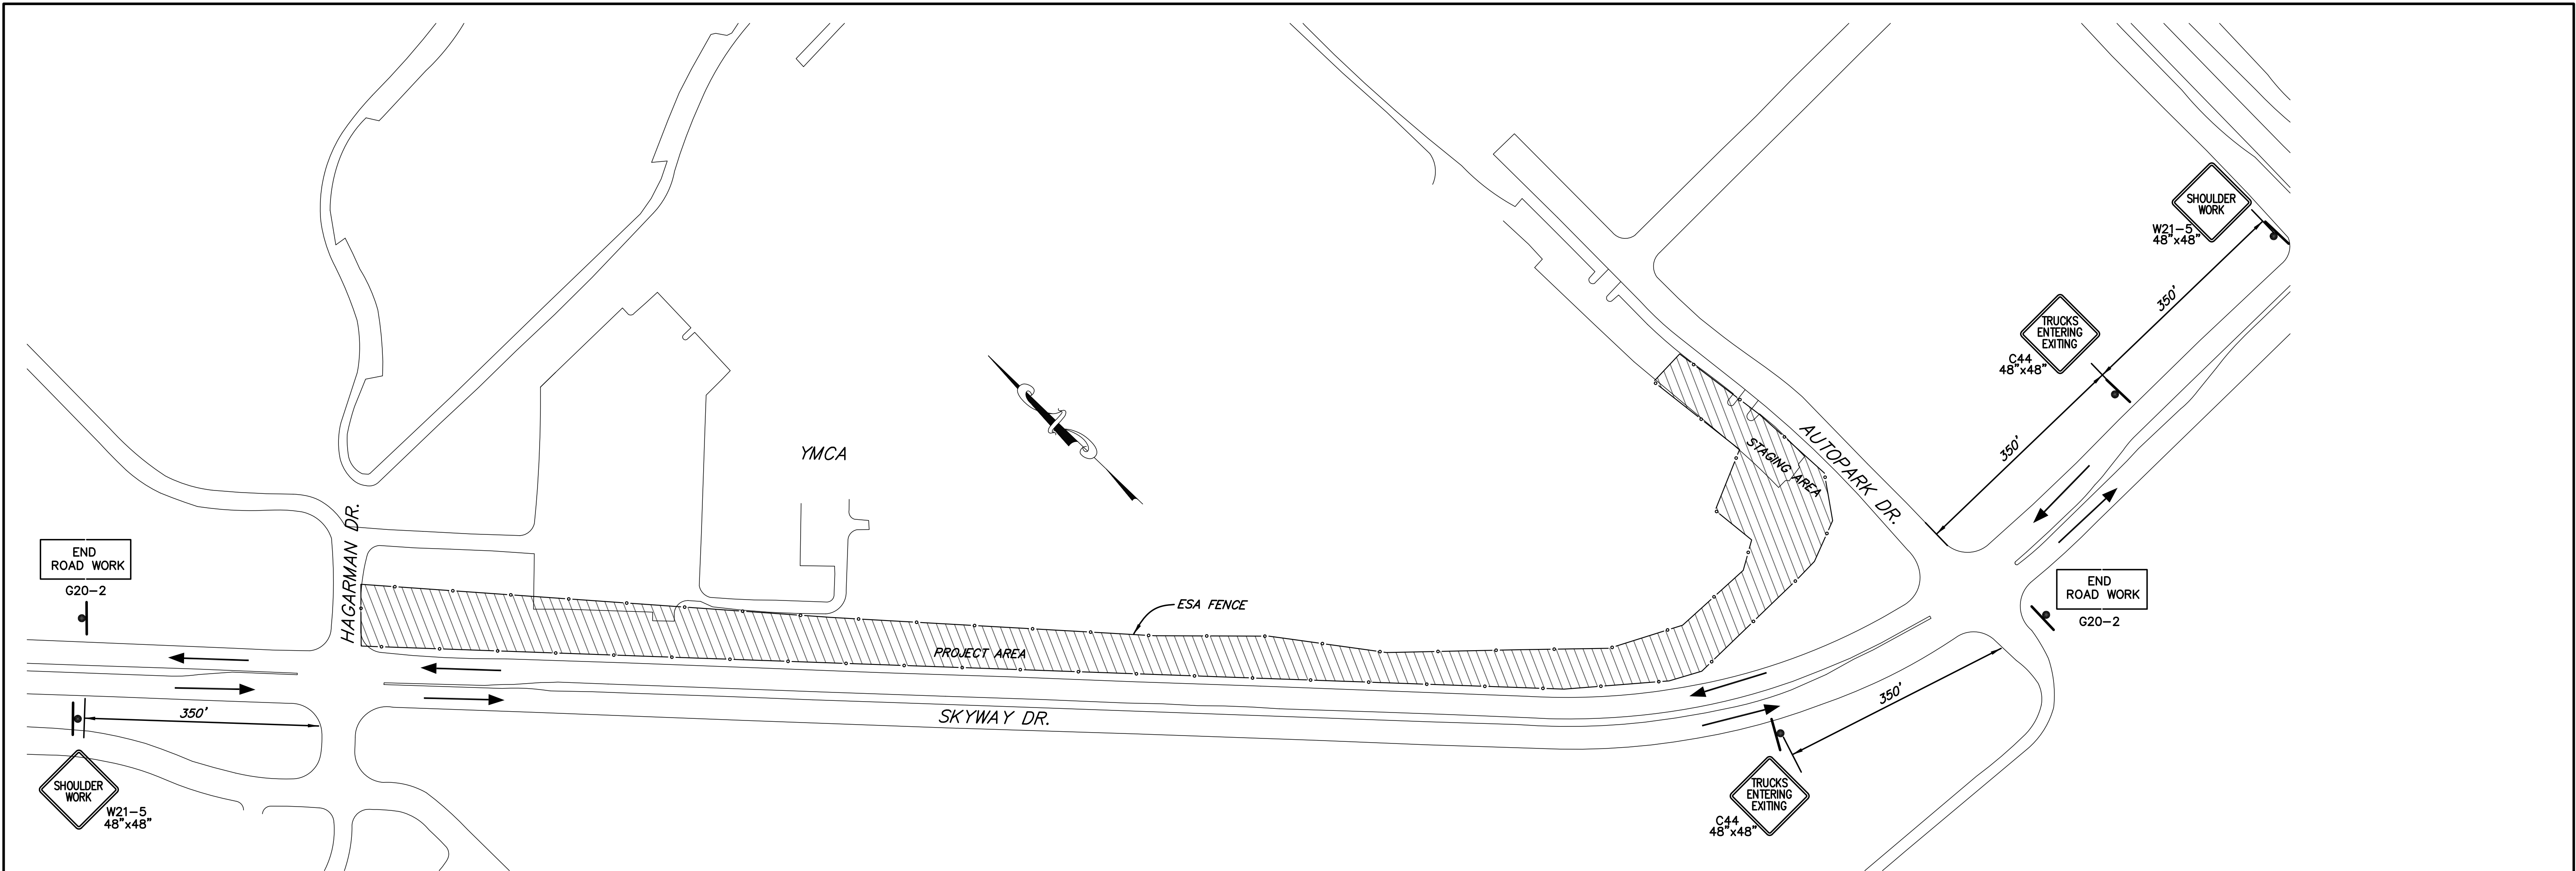 SHOULDER
WORK
W21-5
48"x48"
350'
TRUCKS
ENTERING
EXITING
C44
48"x48"
350'
YMCA
STAGING AREA
AUTOPARK DR.
HAGARMAN DR.
END
ROAD WORK
G20-2
ESA FENCE
END
ROAD WORK
G20-2
PROJECT AREA
350'
SKYWAY DR.
350'
SHOULDER
WORK
W21-5
48"x48"
TRUCKS
ENTERING
EXITING
C44
48"x48"